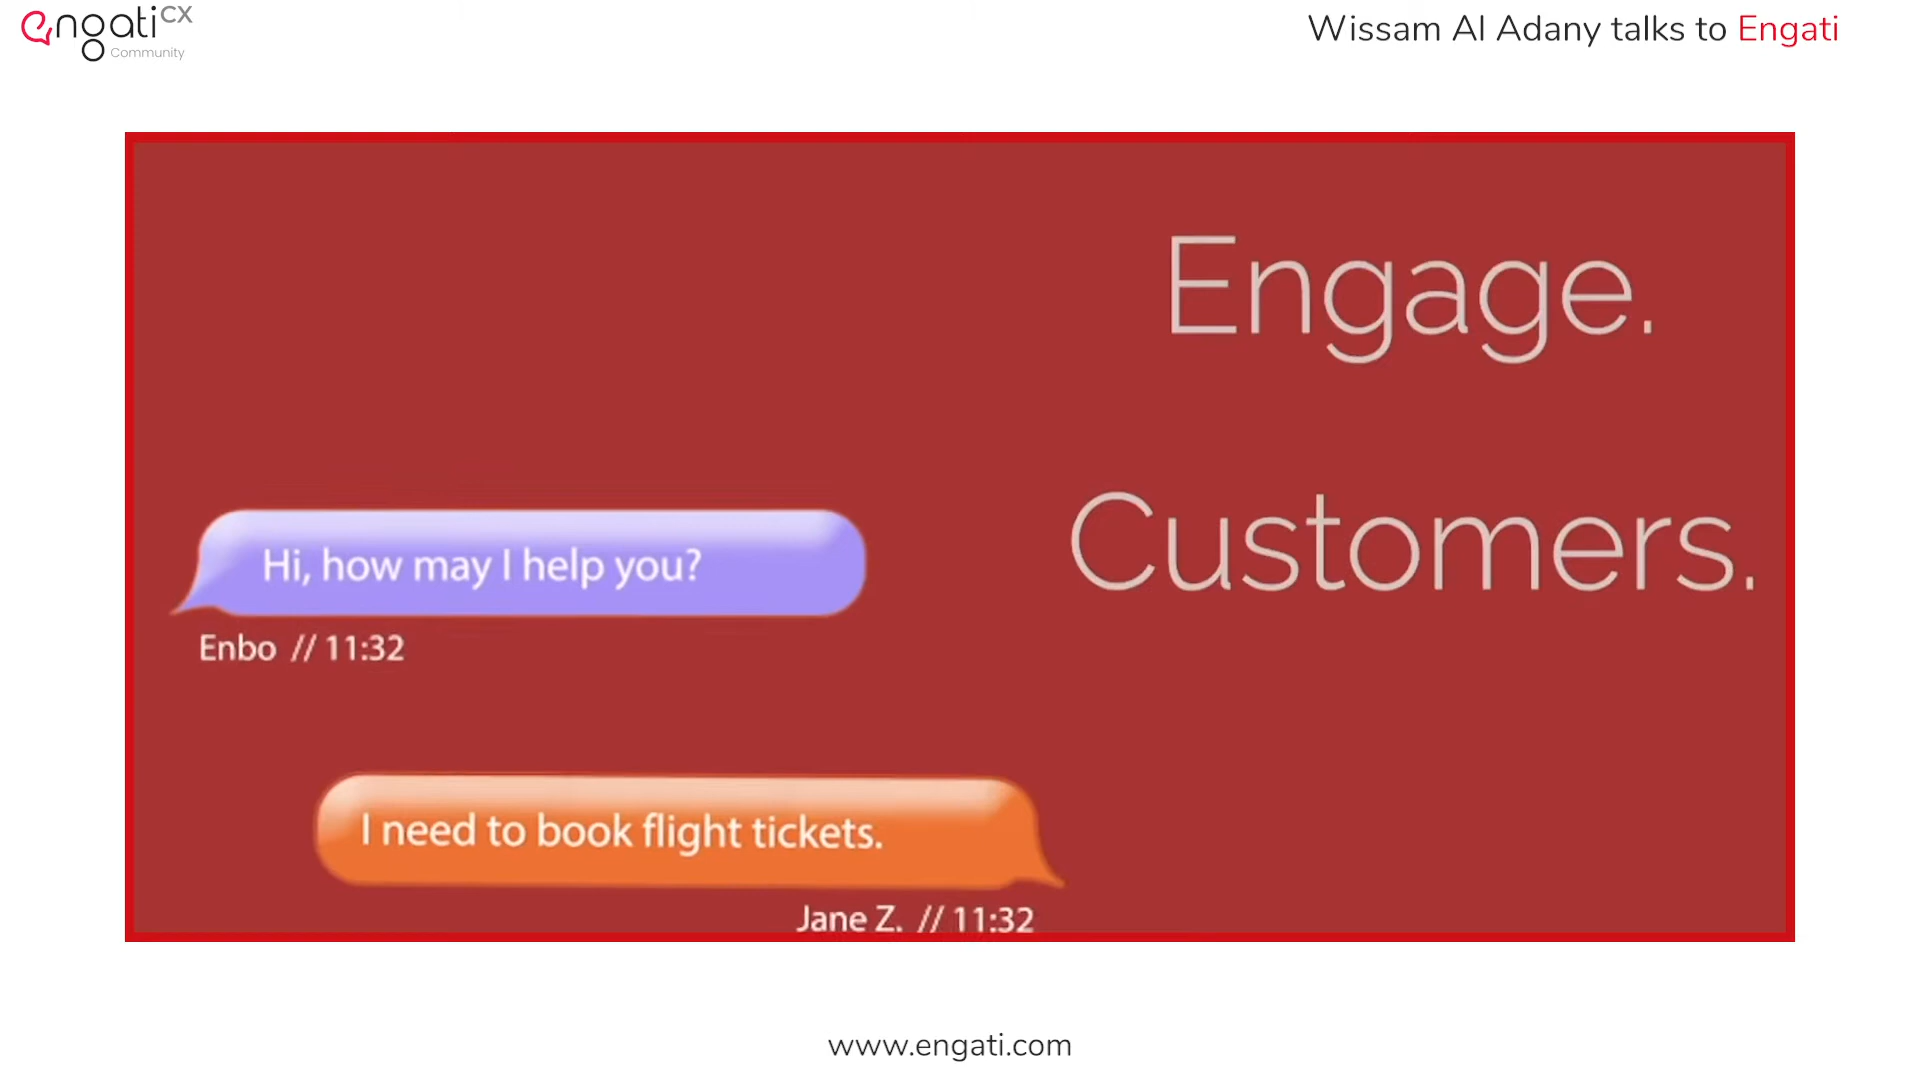 engati CX
Community
Wissam Al Adany talks to Engati
Engage.
Customers.
Hi, how may I help you?
Enbo // 11:32
I need to book flight tickets.
Jane Z. // 11:32
www.engati.com